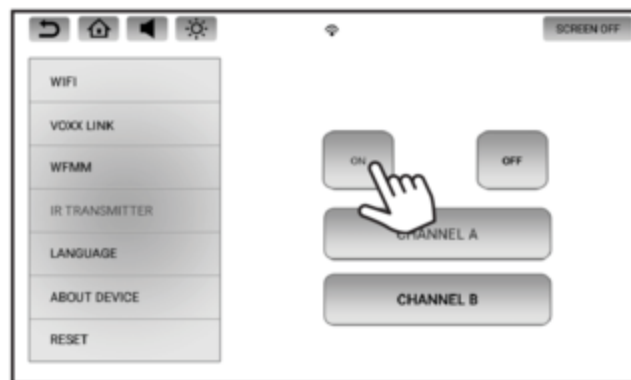 SCREEN OFF
WIFI
VOXX LINK
WFMM
IR TRANSMITTER
LANGUAGE
ABOUT DEVICE
RESET
ON
OFF
CHANNEL A
CHANNEL B